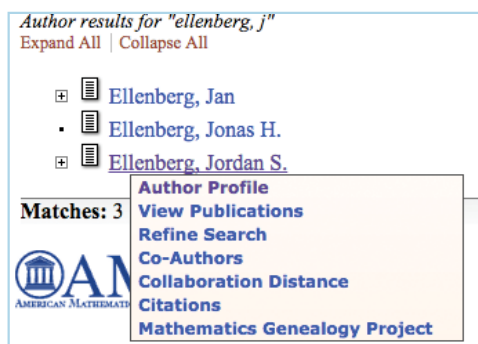 Author results for "ellenberg, j"
Expand All | Collapse All
Ellenberg, Jan
Ellenberg, Jonas H.
Ellenberg, Jordan S.
Author Profile
Matches: 3 View Publications
Refine Search
Co-Authors
Collaboration Distance
Citations
Mathematics Genealogy Project
AM
AMERICAN MATHEMATIC